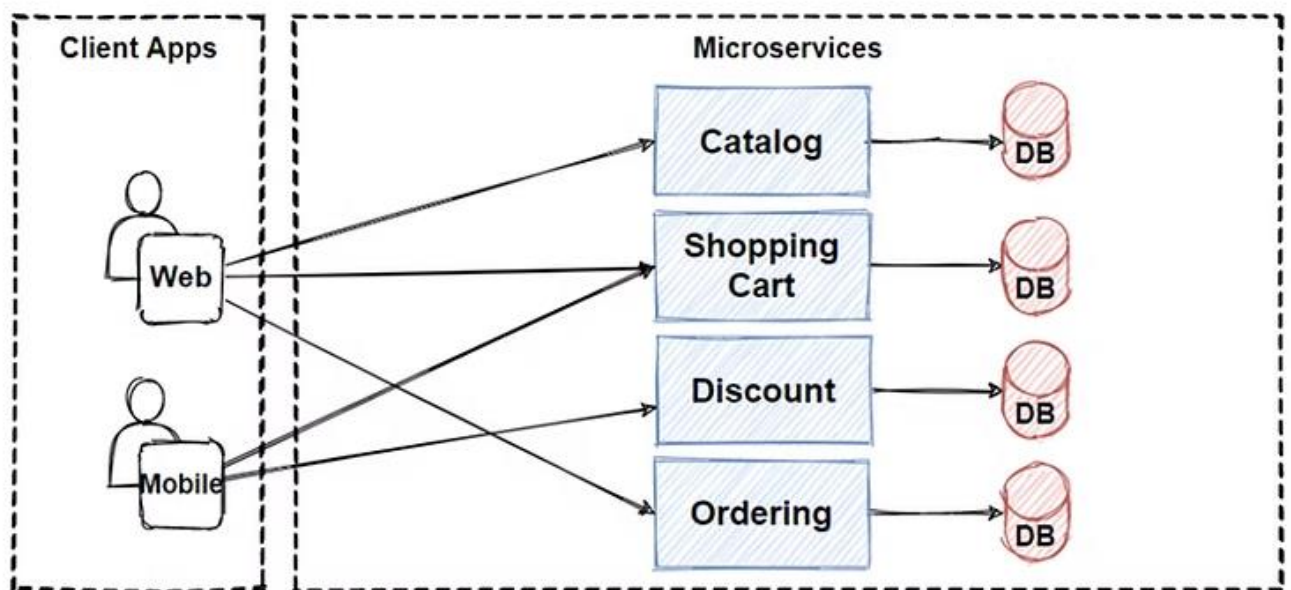 Client Apps
Microservices
Catalog
DB
Web
Shopping
Cart
DB
Discount
DB
Mobile
Ordering
DB